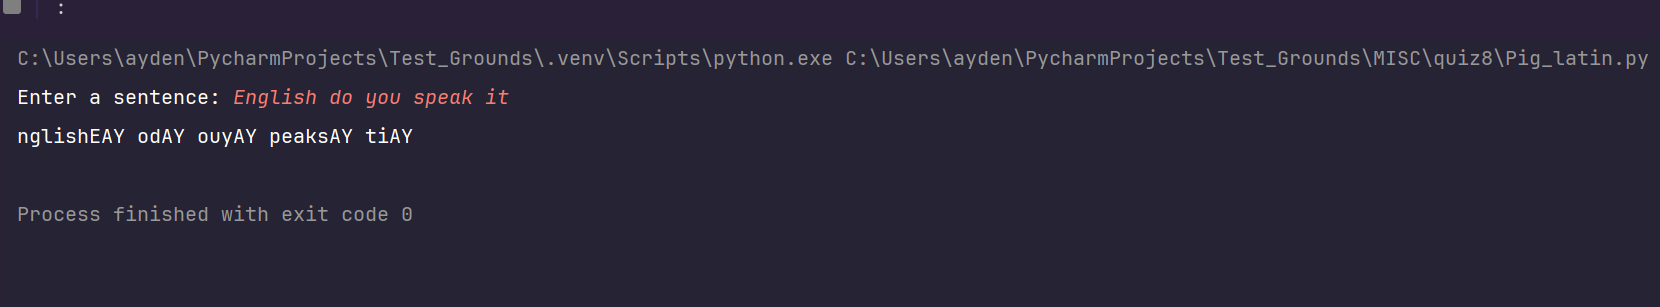 :
C:\Users\ayden\PycharmProjects\Test_Grounds\.venv\Scripts\python.exe C:\Users\ayden\PycharmProjects\Test_Grounds\MISC\quiz8\Pig_latin.py
Enter a sentence: English do you speak it
nglishEAY odAY ouyAY peaksAY tiAY
Process finished with exit code 0